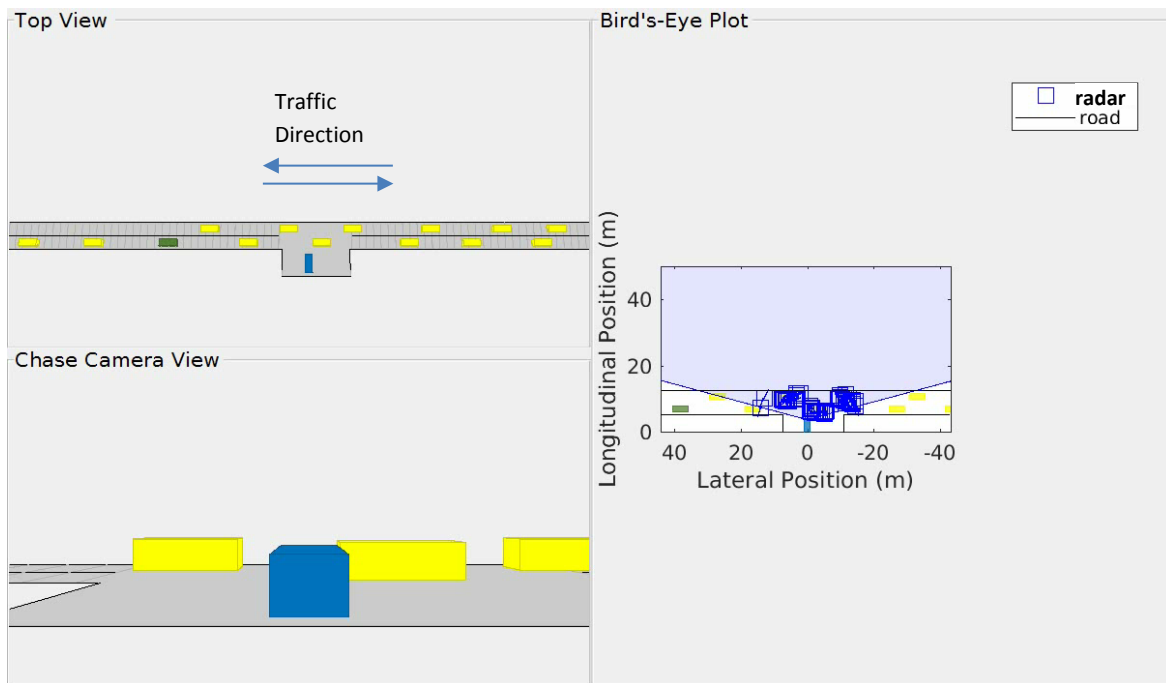 Top View
Traffic
Direction
Chase Camera View
Bird's-Eye Plot
radar
road
Longitudinal Position (m)
40
20
0
40 20 0 -20 -40
Lateral Position (m)